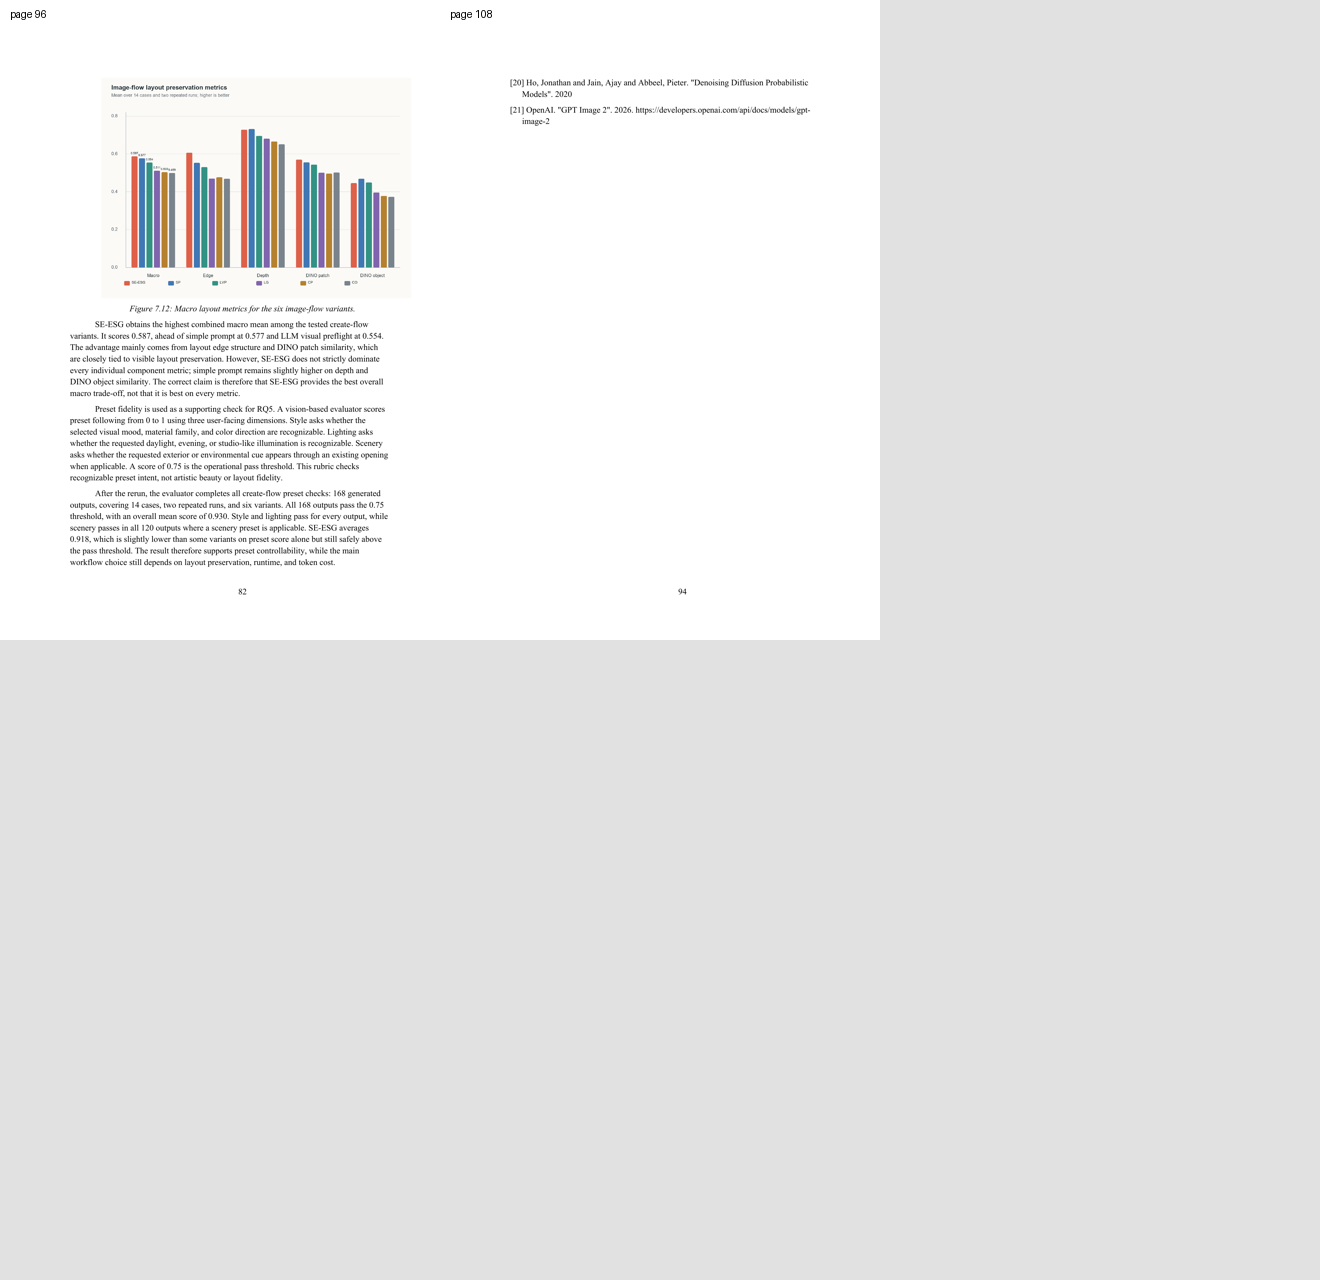 page 96
Image-flow layout preservation metrics
Mean over 14 cases and two repeated runs, higher is better
0.8
0.6
0.4
0.2
0.0
Macro Edge Depth DINO patch DINO object
SE-ESG SP LVP LS CP CO
Figure 7.12: Macro layout metrics for the six image-flow variants.
SE-ESG obtains the highest combined macro mean among the tested create-flow
variants. It scores 0.587, ahead of simple prompt at 0.577 and LLM visual preflight at 0.554.
The advantage mainly comes from layout edge structure and DINO patch similarity, which
are closely tied to visible layout preservation. However, SE-ESG does not strictly dominate
every individual component metric; simple prompt remains slightly higher on depth and
DINO object similarity. The correct claim is therefore that SE-ESG provides the best overall
macro trade-off, not that it is best on every metric.
Preset fidelity is used as a supporting check for RQ5. A vision-based evaluator scores
preset following from 0 to 1 using three user-facing dimensions. Style asks whether the
selected visual mood, material family, and color direction are recognizable. Lighting asks
whether the requested daylight, evening, or studio-like illumination is recognizable. Scenery
asks whether the requested exterior or environmental cue appears through an existing opening
when applicable. A score of 0.75 is the operational pass threshold. This rubric checks
recognizable preset intent, not artistic beauty or layout fidelity.
After the rerun, the evaluator completes all create-flow preset checks: 168 generated
outputs, covering 14 cases, two repeated runs, and six variants. All 168 outputs pass the 0.75
threshold, with an overall mean score of 0.930. Style and lighting pass for every output, while
scenery passes in all 120 outputs where a scenery preset is applicable. SE-ESG averages
0.918, which is slightly lower than some variants on preset score alone but still safely above
the pass threshold. The result therefore supports preset controllability, while the main
workflow choice still depends on layout preservation, runtime, and token cost.
82
page 108
[20] Ho, Jonathan and Jain, Ajay and Abbeel, Pieter. "Denoising Diffusion Probabilistic
Models". 2020
[21] OpenAI. "GPT Image 2". 2026. https://developers.openai.com/api/docs/models/gpt-
image-2
94